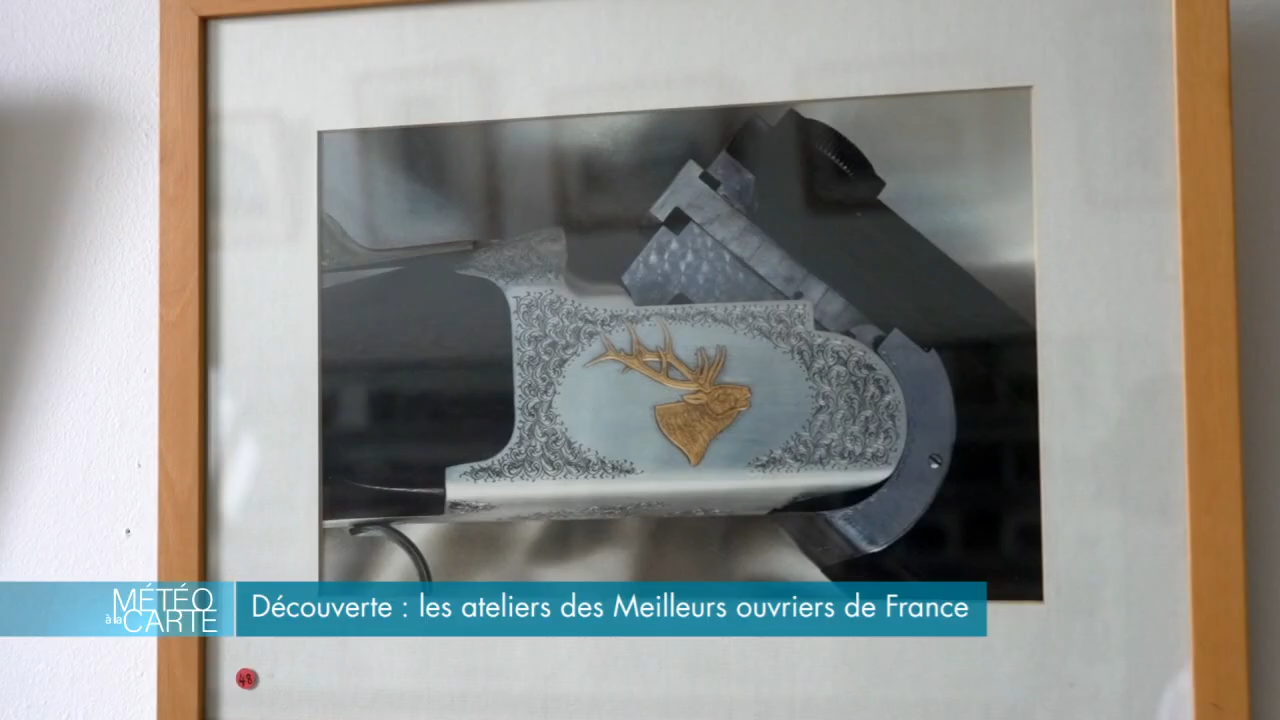 MÉTÉO
à la CARTE
Découverte : les ateliers des Meilleurs ouvriers de France
48